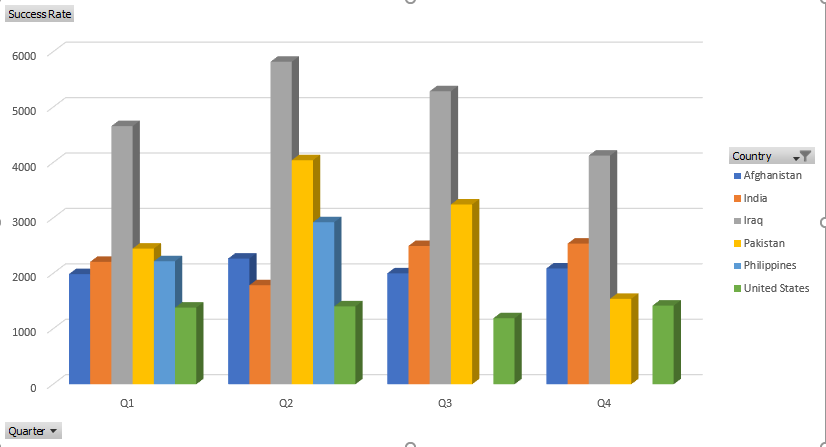 Success Rate
6000
5000
4000
3000
2000
1000
0
Q1 Q2 Q3 Q4
Country
Afghanistan
India
Iraq
Pakistan
Philippines
United States
Quarter